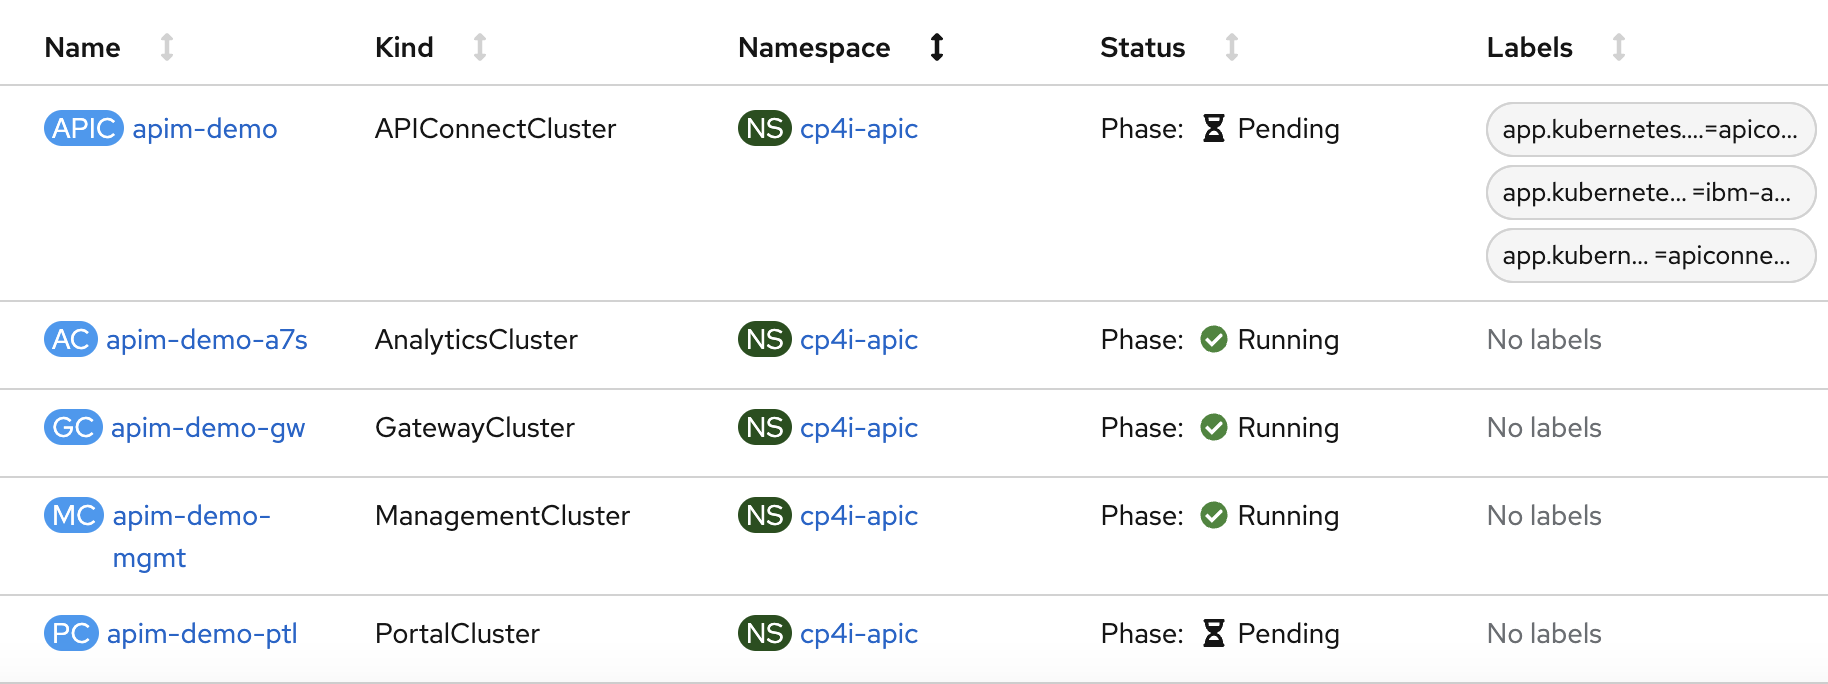 Name Kind Namespace Status Labels
APIC apim-demo APIConnectCluster NS cp4i-apic Phase: Pending app.kubernetes....=apico...
app.kubernete... =ibm-a...
app.kubern... =apiconne...
AC apim-demo-a7s AnalyticsCluster NS cp4i-apic Phase: Running No labels
GC apim-demo-gw GatewayCluster NS cp4i-apic Phase: Running No labels
MC apim-demo- ManagementCluster NS cp4i-apic Phase: Running No labels
mgmt
PC apim-demo-ptl PortalCluster NS cp4i-apic Phase: Pending No labels